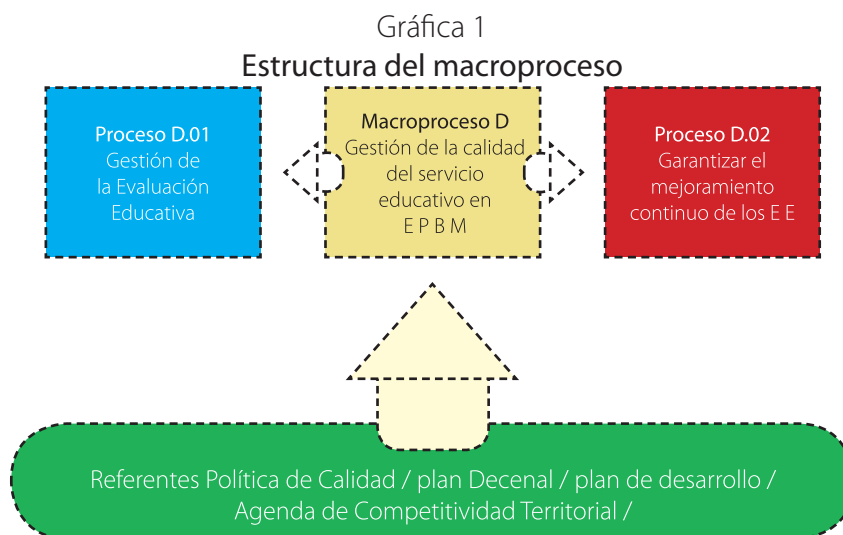 Gráfica 1
Estructura del macroproceso
Proceso D.01
Gestión de
la Evaluación
Educativa
Macroproceso D
Gestión de la calidad
del servicio
educativo en
E P B M
Proceso D.02
Garantizar el
mejoramiento
continuo de los E E
Referentes Política de Calidad / plan Decenal / plan de desarrollo /
Agenda de Competitividad Territorial /